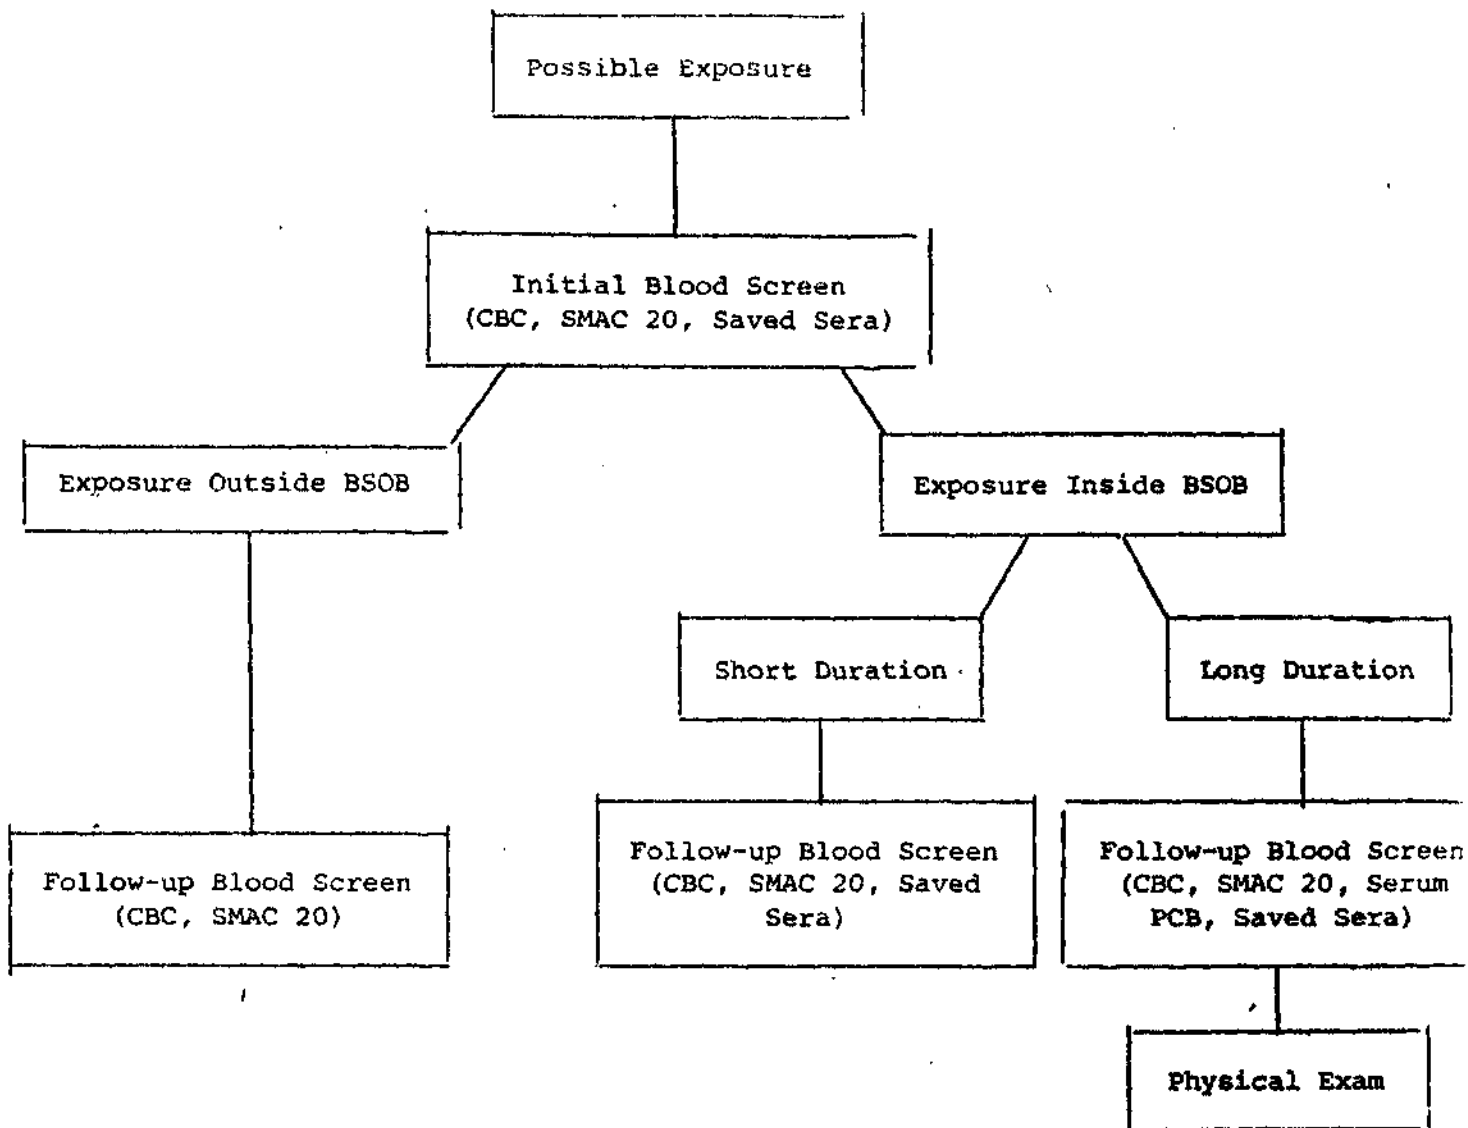 Possible Exposure
Initial Blood Screen
(CBC, SMAC 20, Saved Sera)
Exposure Outside BSOB
Exposure Inside BSOB
Short Duration
Long Duration
Follow-up Blood Screen
(CBC, SMAC 20)
Follow-up Blood Screen
(CBC, SMAC 20, Saved
Sera)
Follow-up Blood Screen
(CBC, SMAC 20, Serum
PCB, Saved Sera)
Physical Exam